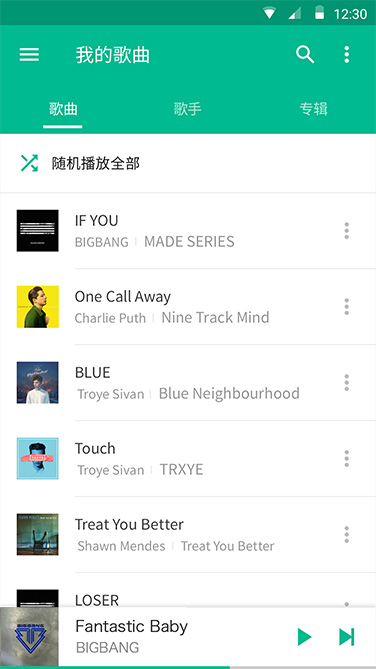 12:30
我的歌曲
歌曲 歌手 专辑
随机播放全部
IF YOU
BIGBANG MADE SERIES
One Call Away
Charlie Puth Nine Track Mind
BLUE
Troye Sivan Blue Neighbourhood
Touch
Troye Sivan TRXYE
Treat You Better
Shawn Mendes Treat You Better
LOSER
Fantastic Baby
BIGBANG